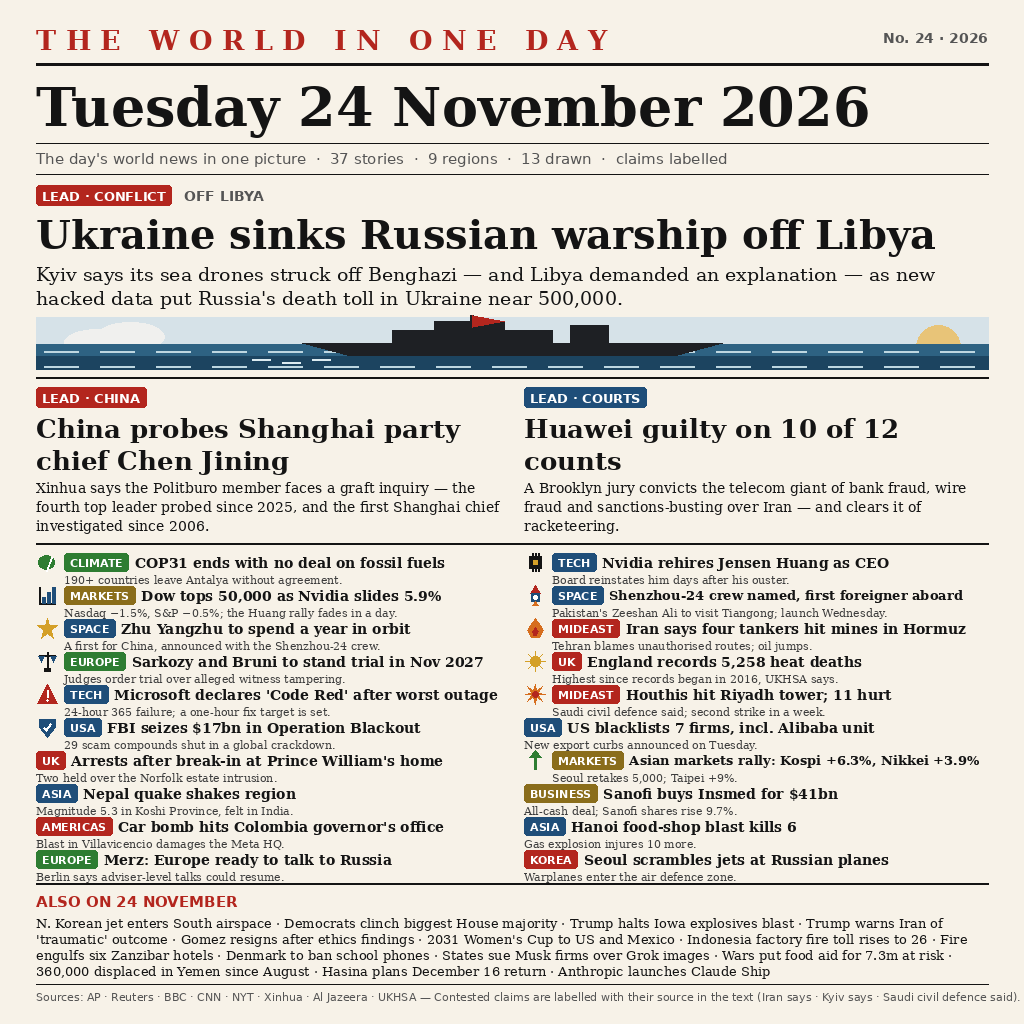 THE WORLD IN ONE DAY
No. 24 · 2026
Tuesday 24 November 2026
The day's world news in one picture · 37 stories · 9 regions · 13 drawn · claims labelled
LEAD · CONFLICT OFF LIBYA
Ukraine sinks Russian warship off Libya
Kyiv says its sea drones struck off Benghazi — and Libya demanded an explanation — as new
hacked data put Russia's death toll in Ukraine near 500,000.
LEAD · CHINA
China probes Shanghai party
chief Chen Jining
Xinhua says the Politburo member faces a graft inquiry — the
fourth top leader probed since 2025, and the first Shanghai chief
investigated since 2006.
LEAD · COURTS
Huawei guilty on 10 of 12
counts
A Brooklyn jury convicts the telecom giant of bank fraud, wire
fraud and sanctions-busting over Iran — and clears it of
racketeering.
CLIMATE COP31 ends with no deal on fossil fuels
190+ countries leave Antalya without agreement.
MARKETS Dow tops 50,000 as Nvidia slides 5.9%
Nasdaq −1.5%, S&P −0.5%; the Huang rally fades in a day.
SPACE Zhu Yangzhu to spend a year in orbit
A first for China, announced with the Shenzhou-24 crew.
EUROPE Sarkozy and Bruni to stand trial in Nov 2027
Judges order trial over alleged witness tampering.
TECH Microsoft declares 'Code Red' after worst outage
24-hour 365 failure; a one-hour fix target is set.
USA FBI seizes $17bn in Operation Blackout
29 scam compounds shut in a global crackdown.
UK Arrests after break-in at Prince William's home
Two held over the Norfolk estate intrusion.
ASIA Nepal quake shakes region
Magnitude 5.3 in Koshi Province, felt in India.
AMERICAS Car bomb hits Colombia governor's office
Blast in Villavicencio damages the Meta HQ.
EUROPE Merz: Europe ready to talk to Russia
Berlin says adviser-level talks could resume.
TECH Nvidia rehires Jensen Huang as CEO
Board reinstates him days after his ouster.
SPACE Shenzhou-24 crew named, first foreigner aboard
Pakistan's Zeeshan Ali to visit Tiangong; launch Wednesday.
MIDEAST Iran says four tankers hit mines in Hormuz
Tehran blames unauthorised routes; oil jumps.
UK England records 5,258 heat deaths
Highest since records began in 2016, UKHSA says.
MIDEAST Houthis hit Riyadh tower; 11 hurt
Saudi civil defence said; second strike in a week.
USA US blacklists 7 firms, incl. Alibaba unit
New export curbs announced on Tuesday.
MARKETS Asian markets rally: Kospi +6.3%, Nikkei +3.9%
Seoul retakes 5,000; Taipei +9%.
BUSINESS Sanofi buys Insmed for $41bn
All-cash deal; Sanofi shares rise 9.7%.
ASIA Hanoi food-shop blast kills 6
Gas explosion injures 10 more.
KOREA Seoul scrambles jets at Russian planes
Warplanes enter the air defence zone.
ALSO ON 24 NOVEMBER
N. Korean jet enters South airspace · Democrats clinch biggest House majority · Trump halts Iowa explosives blast · Trump warns Iran of
'traumatic' outcome · Gomez resigns after ethics findings · 2031 Women's Cup to US and Mexico · Indonesia factory fire toll rises to 26 · Fire
engulfs six Zanzibar hotels · Denmark to ban school phones · States sue Musk firms over Grok images · Wars put food aid for 7.3m at risk ·
360,000 displaced in Yemen since August · Hasina plans December 16 return · Anthropic launches Claude Ship
Sources: AP · Reuters · BBC · CNN · NYT · Xinhua · Al Jazeera · UKHSA — Contested claims are labelled with their source in the text (Iran says · Kyiv says · Saudi civil defence said).